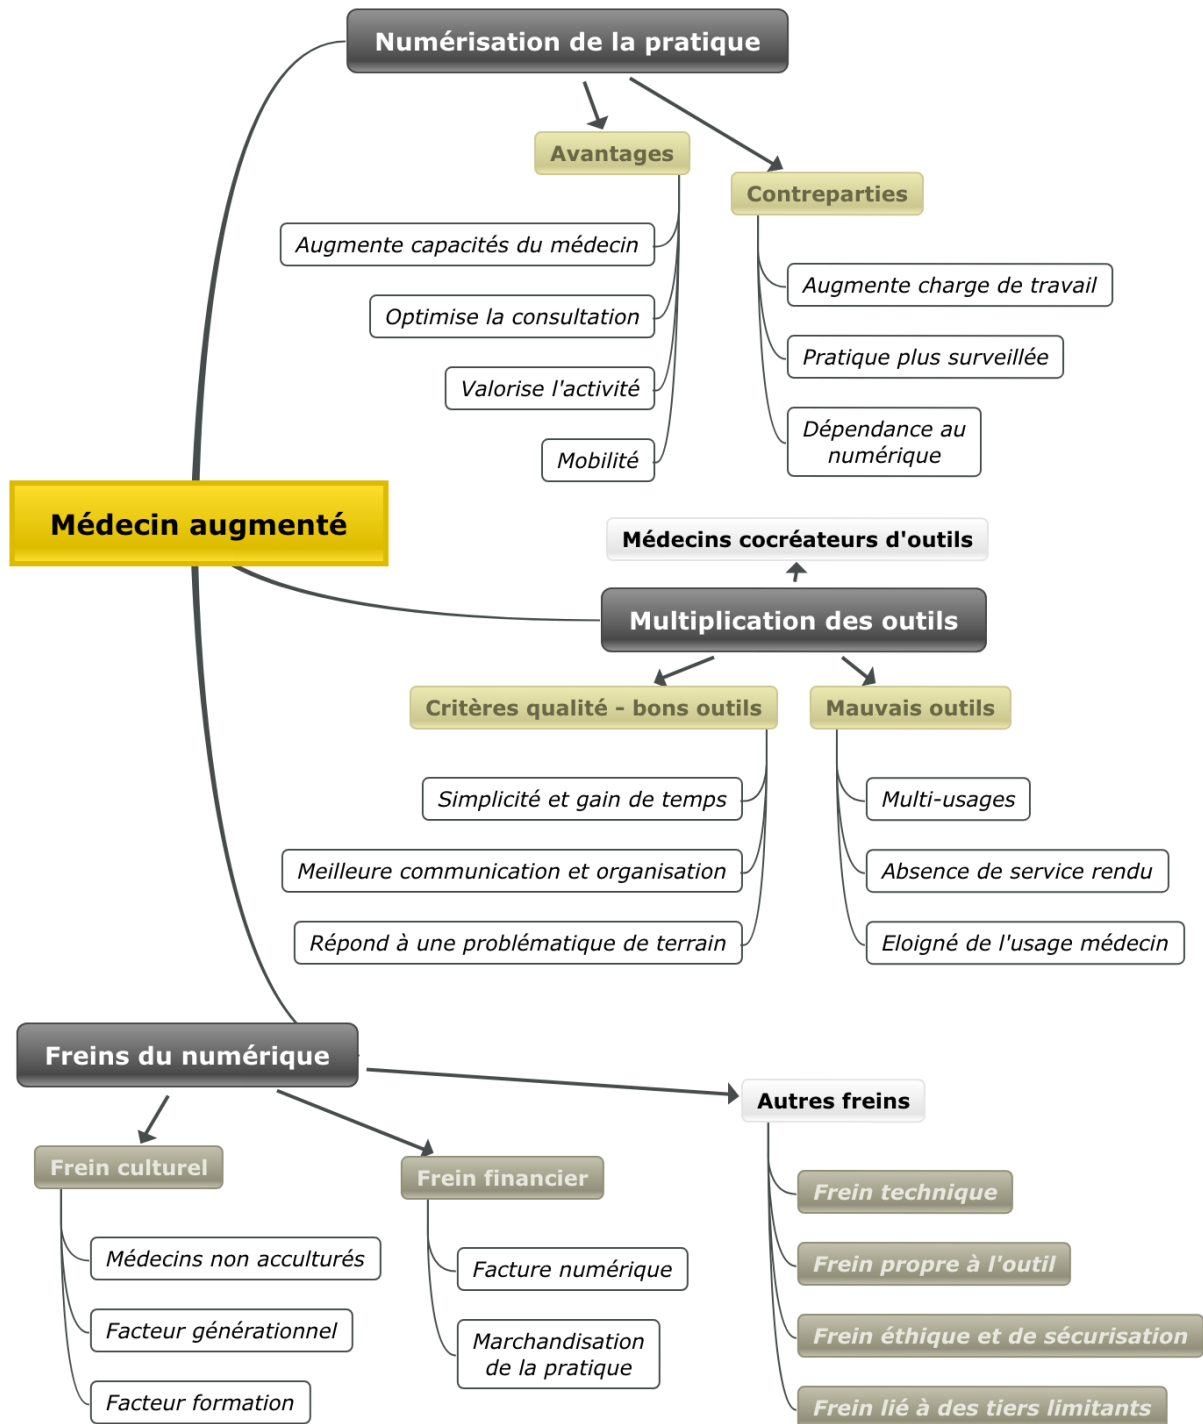 Numérisation de la pratique
Avantages
Contreparties
Augmente capacités du médecin
Optimise la consultation
Valorise l'activité
Mobilité
Augmente charge de travail
Pratique plus surveillée
Dépendance au
numérique
Médecin augmenté
Médecins cocréateurs d'outils
Multiplication des outils
Critères qualité - bons outils
Mauvais outils
Simplicité et gain de temps
Meilleure communication et organisation
Répond à une problématique de terrain
Multi-usages
Absence de service rendu
Eloigné de l'usage médecin
Freins du numérique
Frein culturel
Médecins non acculturés
Facteur générationnel
Facteur formation
Frein financier
Facture numérique
Marchandisation
de la pratique
Autres freins
Frein technique
Frein propre à l'outil
Frein éthique et de sécurisation
Frein lié à des tiers limitants